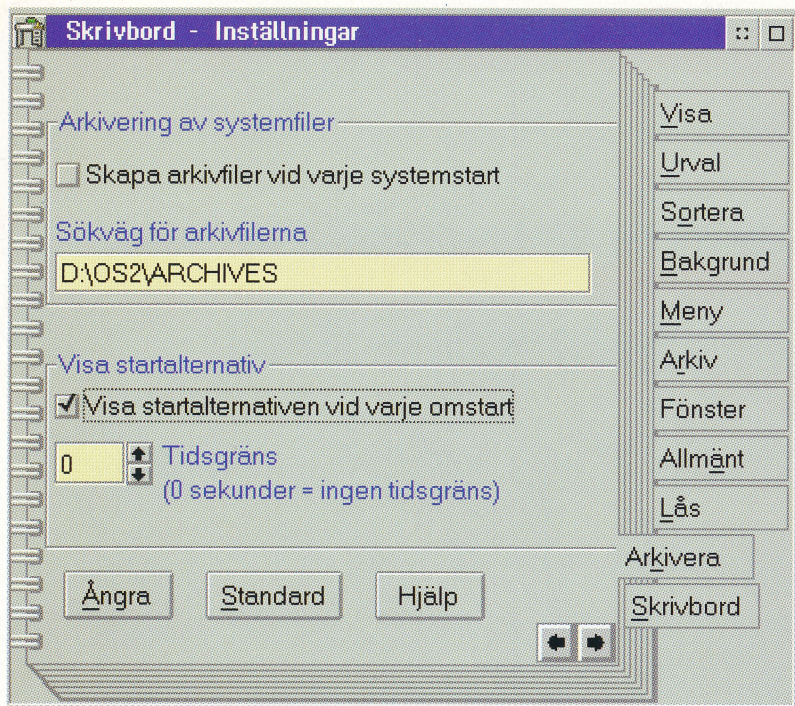 Skrivbord - Inställningar
Arkivering av systemfiler
Skapa arkivfiler vid varje systemstart
Sökväg för arkivfilerna
D:\OS2\ARCHIVES
Visa startalternativ
Visa startalternativen vid varje omstart
0
Tidsgräns
(0 sekunder = ingen tidsgräns)
Ångra
Standard
Hjälp
Visa
Urval
Sortera
Bakgrund
Meny
Arkiv
Fönster
Allmänt
Lås
Arkivera
Skrivbord